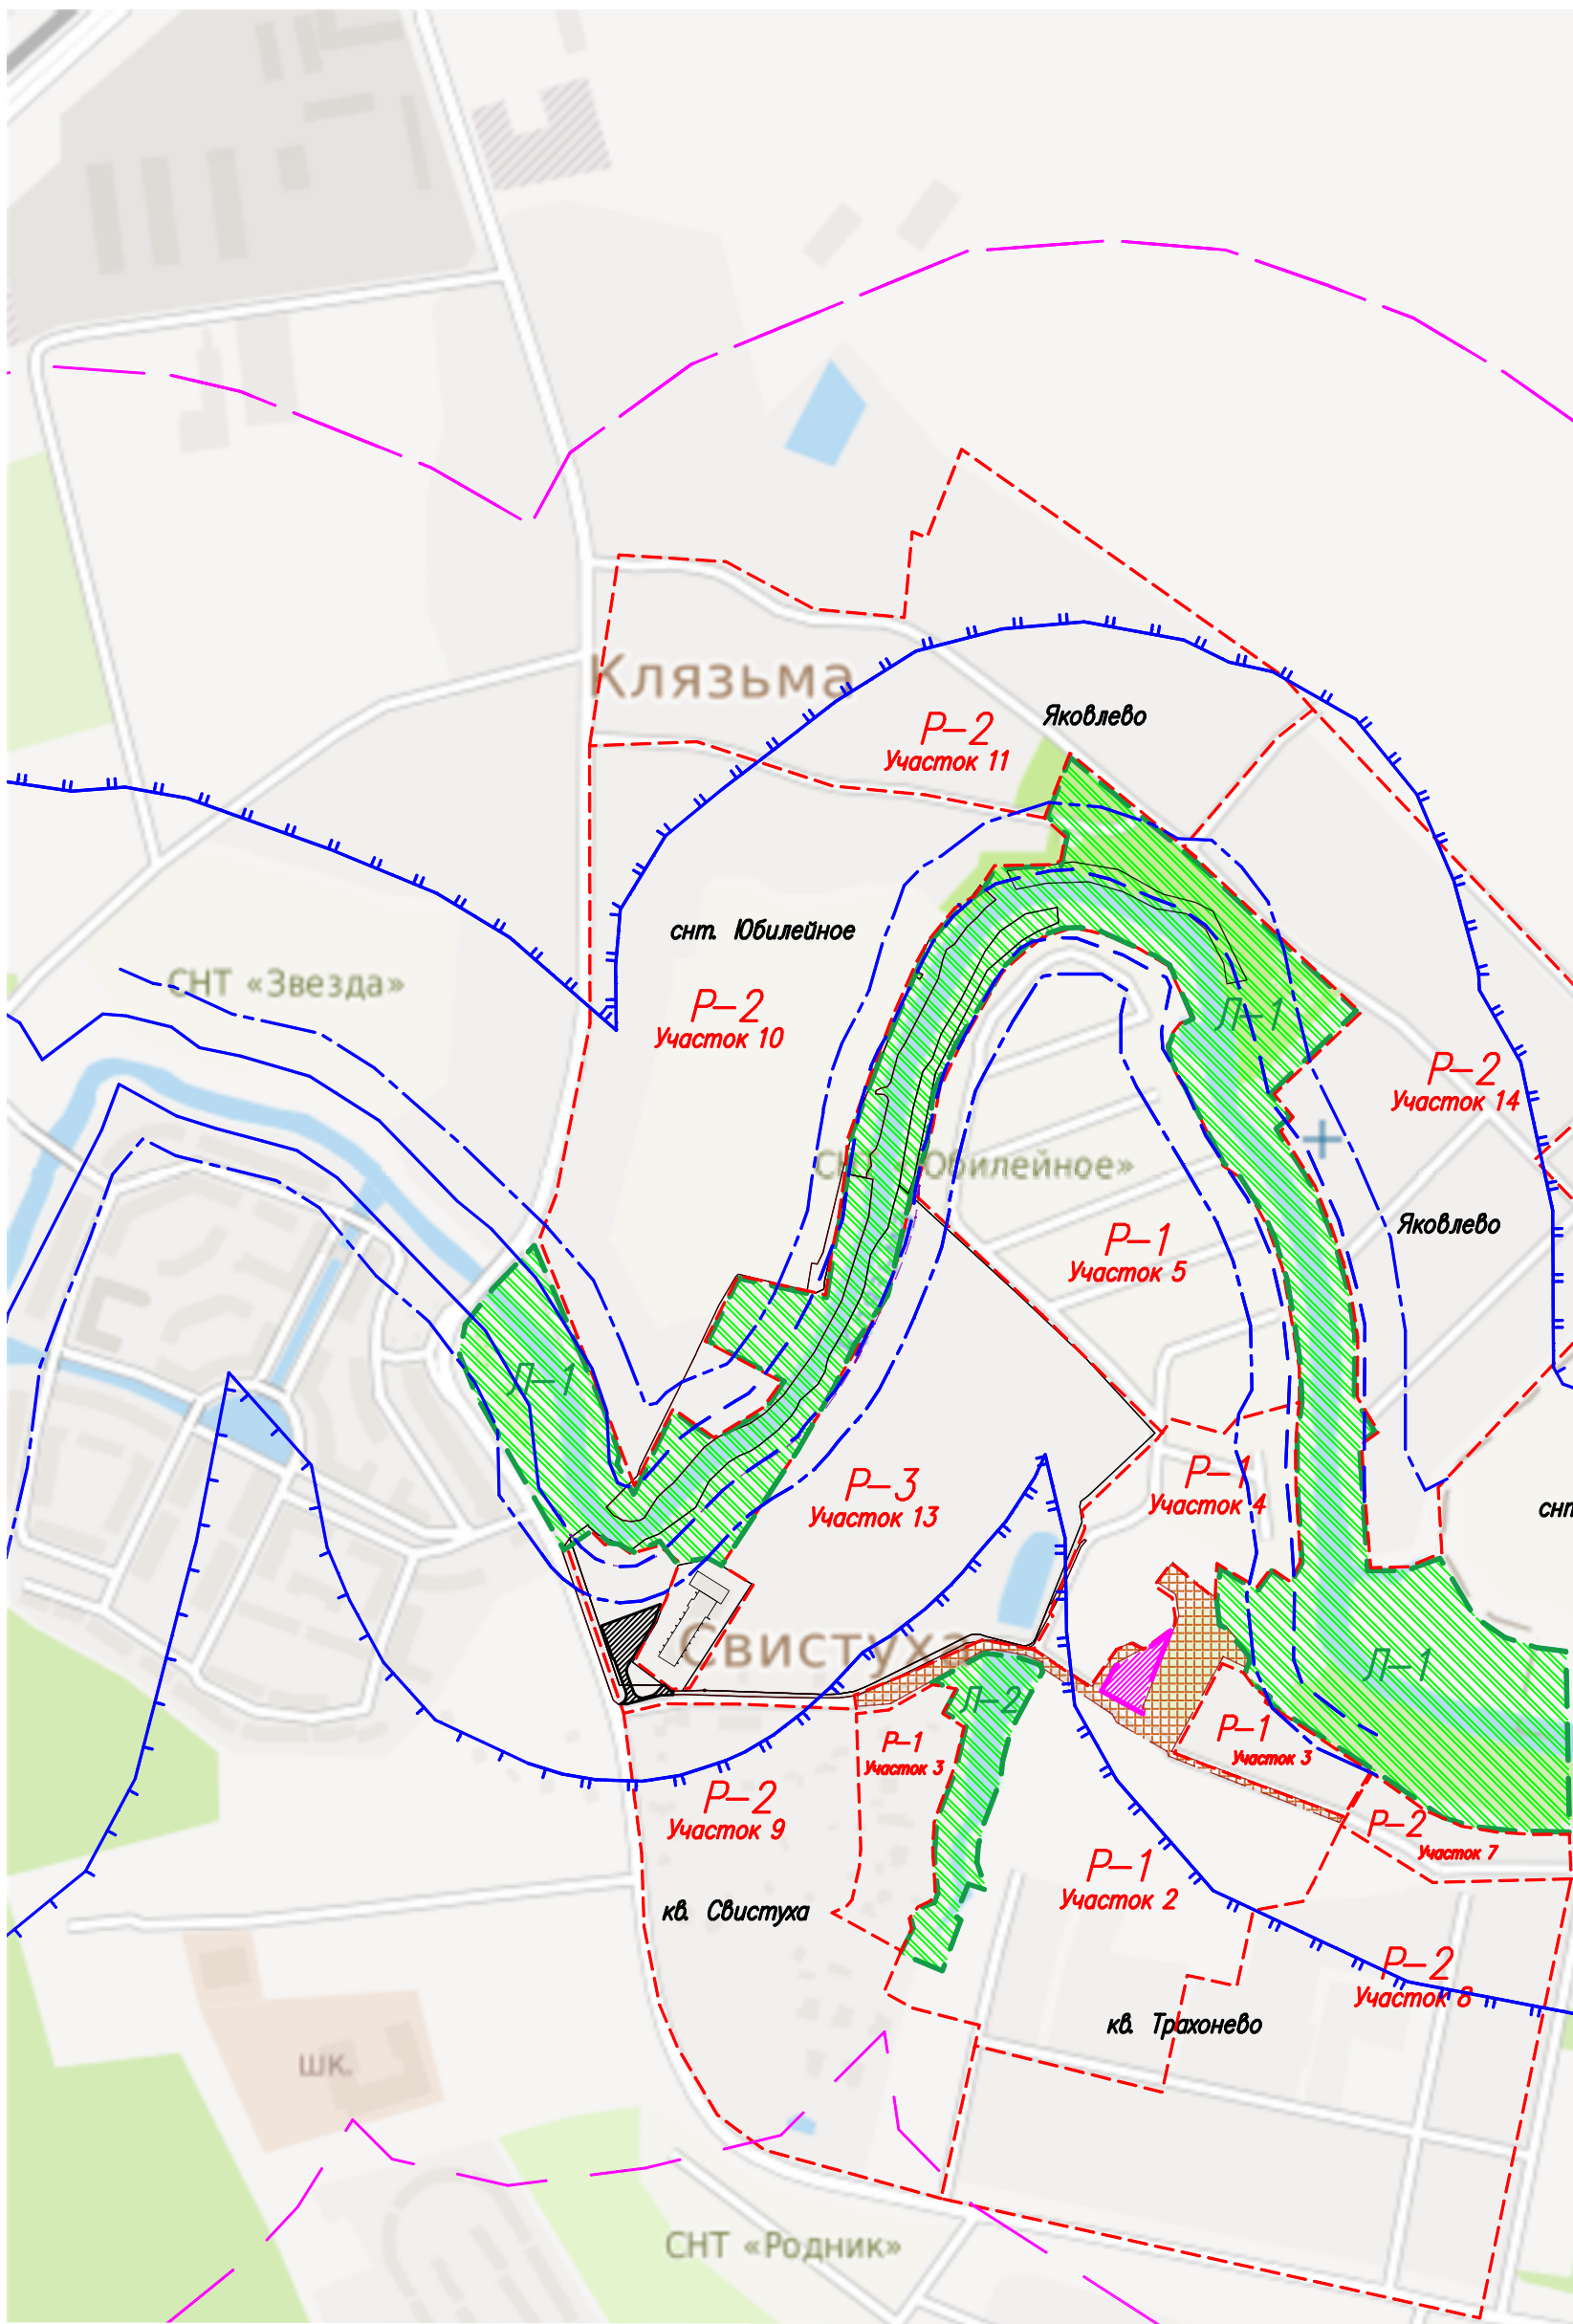 Клязьма
Яковлево
Р-2
Участок 11
снт. Юбилейное
СНТ «Звезда»
Р-2
Участок 10
Л-1
Р-2
Участок 14
Яковлево
Р-1
Участок 5
Л-1
Р-3
Участок 13
Р-1
Участок 4
снт
Свистуха
Л-1
Л-2
Р-1
Участок 3
Р-1
Участок 3
Р-2
Участок 9
Р-2
Участок 7
Р-1
Участок 2
кв. Свистуха
Р-2
Участок 8
кв. Трахонево
шк.
СНТ «Родник»